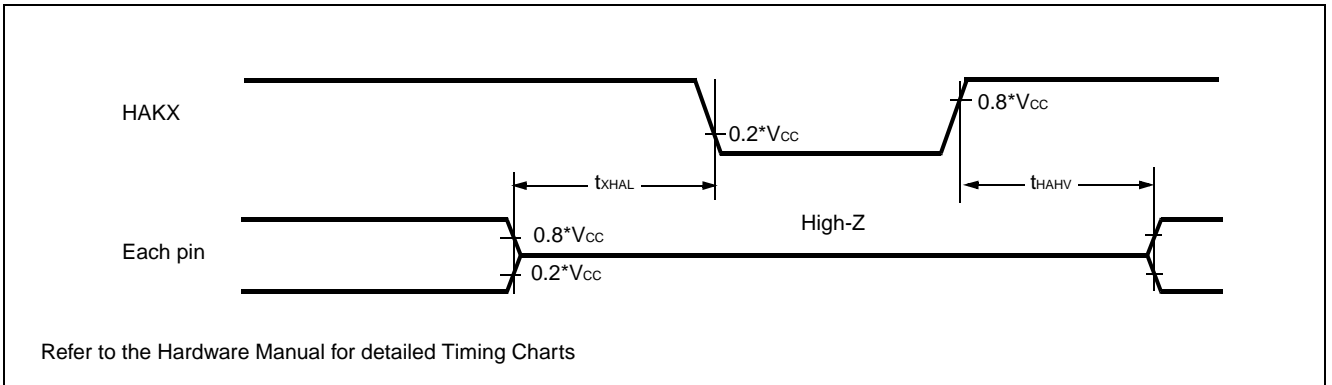 HAKX
0.2*VCC
0.8*VCC
tXHAL
tHAHV
High-Z
Each pin
0.8*VCC
0.2*VCC
Refer to the Hardware Manual for detailed Timing Charts